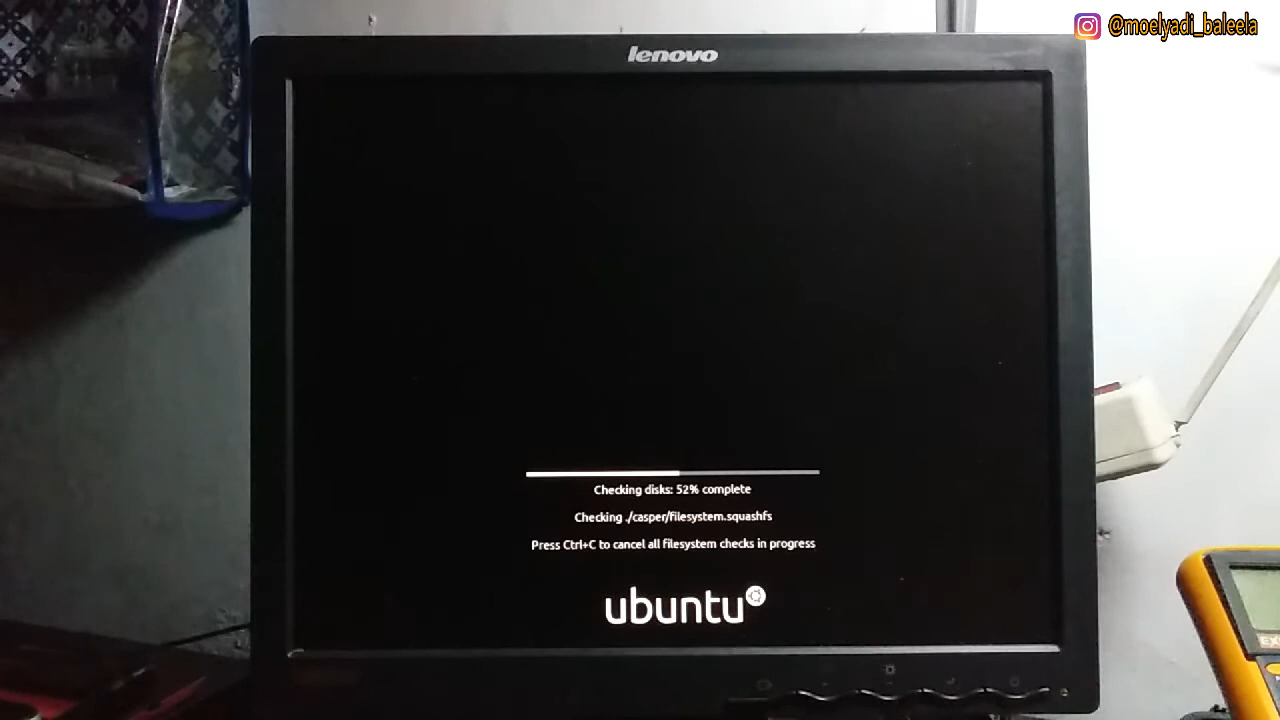 @moelyadi_baleela
lenovo
Checking disks: 52% complete
Checking ./casper/filesystem.squashfs
Press Ctrl+C to cancel all filesystem checks in progress
ubuntu